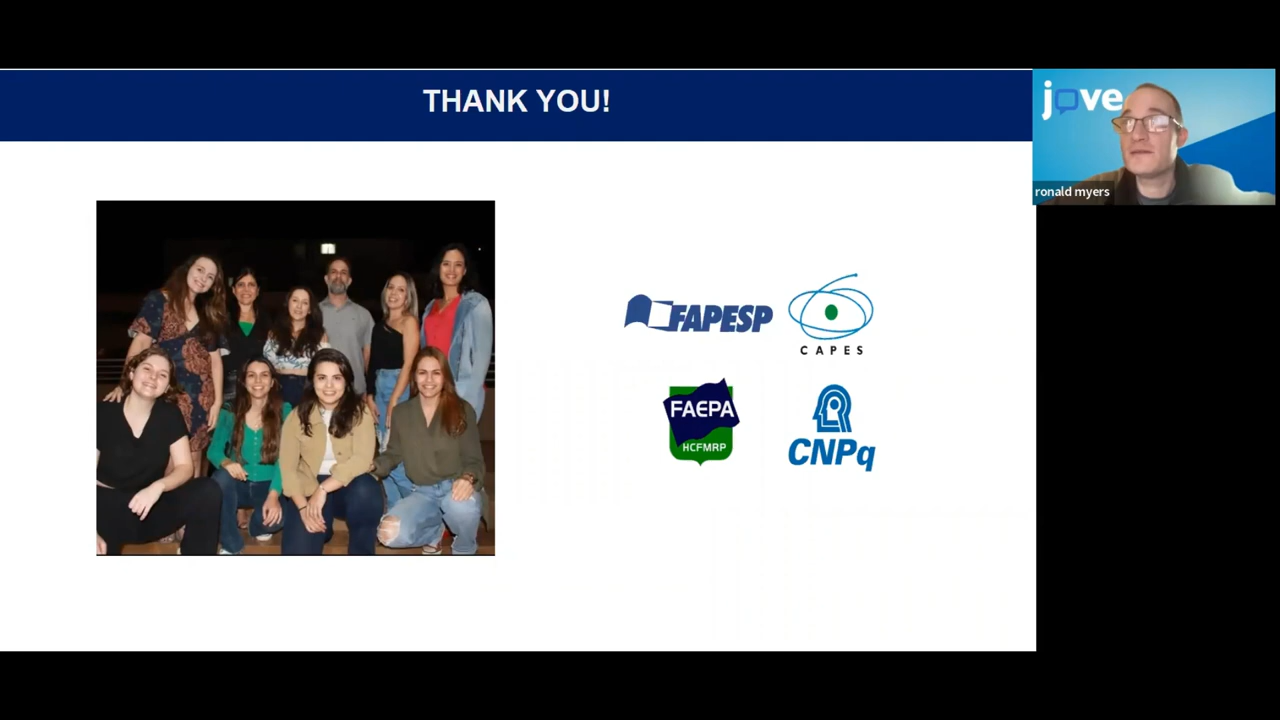 THANK YOU!
jove
ronald myers
FAPESP
CAPES
FAEPA
HCFMRP
CNPq